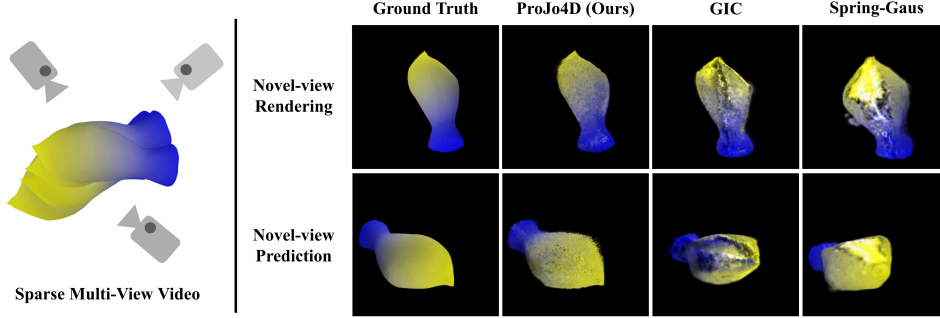 Ground Truth
ProJo4D (Ours)
GIC
Spring-Gaus
Novel-view
Rendering
Novel-view
Prediction
Sparse Multi-View Video